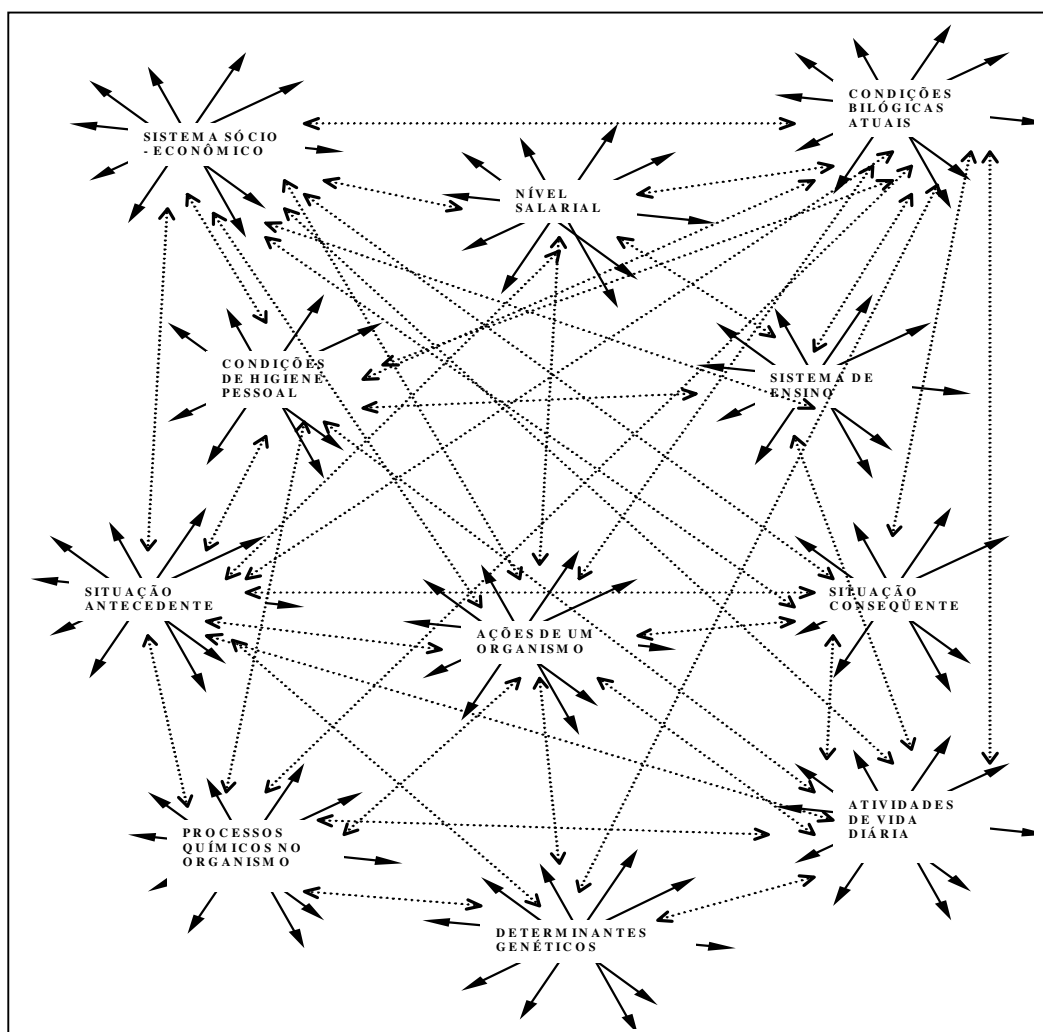 CONDIÇÕES
BILÓGICAS
ATUAIS
SISTEMA SÓCIO
- ECONÔMICO
NÍVEL
SALARIAL
CONDIÇÕES
DE HIGIENE
PESSOAL
SISTEMA DE
ENSINO
SITUAÇÃO
ANTECEDENTE
SITUAÇÃO
CONSEQÜENTE
AÇÕES DE UM
ORGANISMO
ATIVIDADES
DE VIDA
DIÁRIA
PROCESSOS
QUÍMICOS NO
ORGANISMO
DETERMINANTES
GENÉTICOS